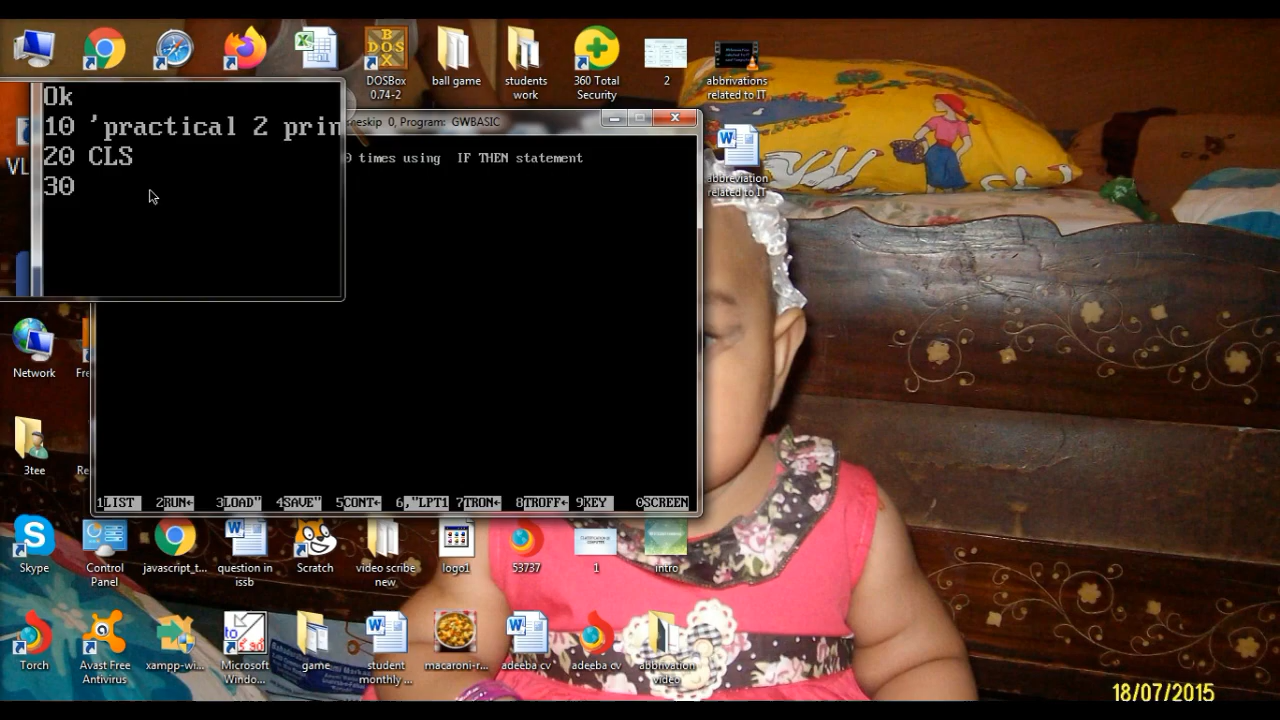 DOSBox
0.74-2
ball game
students
work
360 Total
Security
2
abbrivations
related to IT
Ok
10 'practical 2 prin
20 CLS
30
neskip 0, Program: GWBASIC
0 times using IF THEN statement
abbreviation
related to IT
VL
Network
Fre
3tee
Re
1LIST 2RUN← 3LOAD" 4SAVE" 5CONT← 6,"LPT1 7TRON← 8TROFF← 9KEY 0SCREEN
Skype
Control
Panel
javascript_t...
question in
issb
Scratch
video scribe
new
logo1
53737
1
intro
Torch
Avast Free
Antivirus
xampp-wi...
Microsoft
Windo...
game
student
monthly ...
macaroni-r...
adeeba cv
adeeba cv
abbrivation
video
18/07/2015